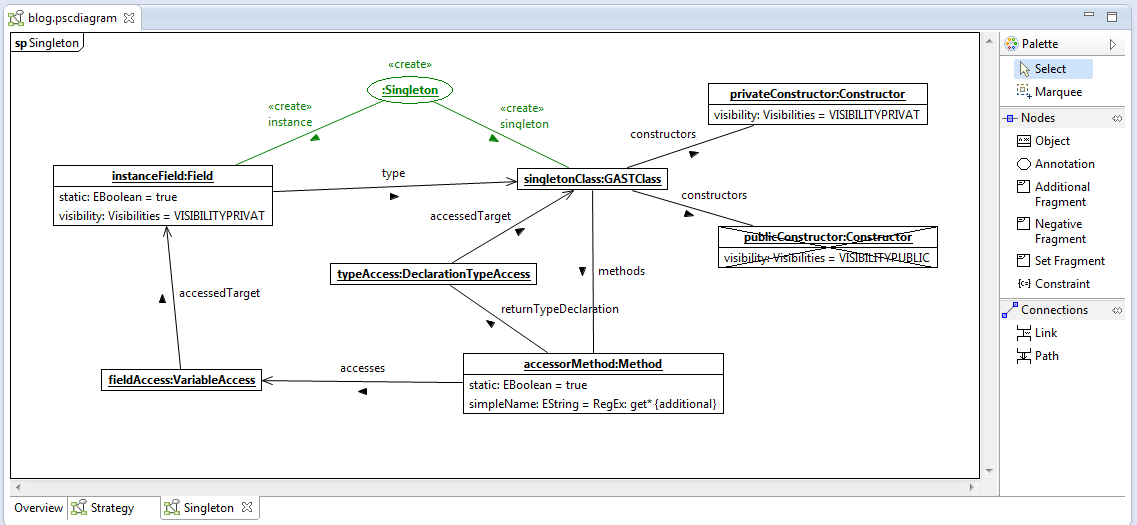 blog.pscdiagram
sp Singleton
«create»
:Singleton
«create»
instance
«create»
singleton
privateConstructor:Constructor
visibility: Visibilities = VISIBILITYPRIVAT
constructors
instanceField:Field
static: EBoolean = true
visibility: Visibilities = VISIBILITYPRIVAT
type
singletonClass:GASTClass
constructors
accessedTarget
publicConstructor:Constructor
visibility: Visibilities = VISIBILITYPUBLIC
typeAccess:DeclarationTypeAccess
methods
accessedTarget
returnTypeDeclaration
accessorMethod:Method
static: EBoolean = true
simpleName: EString = RegEx: get* {additional}
accesses
fieldAccess:VariableAccess
Palette
Select
Marquee
Nodes
Object
Annotation
Additional
Fragment
Negative
Fragment
Set Fragment
{c} Constraint
Connections
Link
Path
Overview
Strategy
Singleton